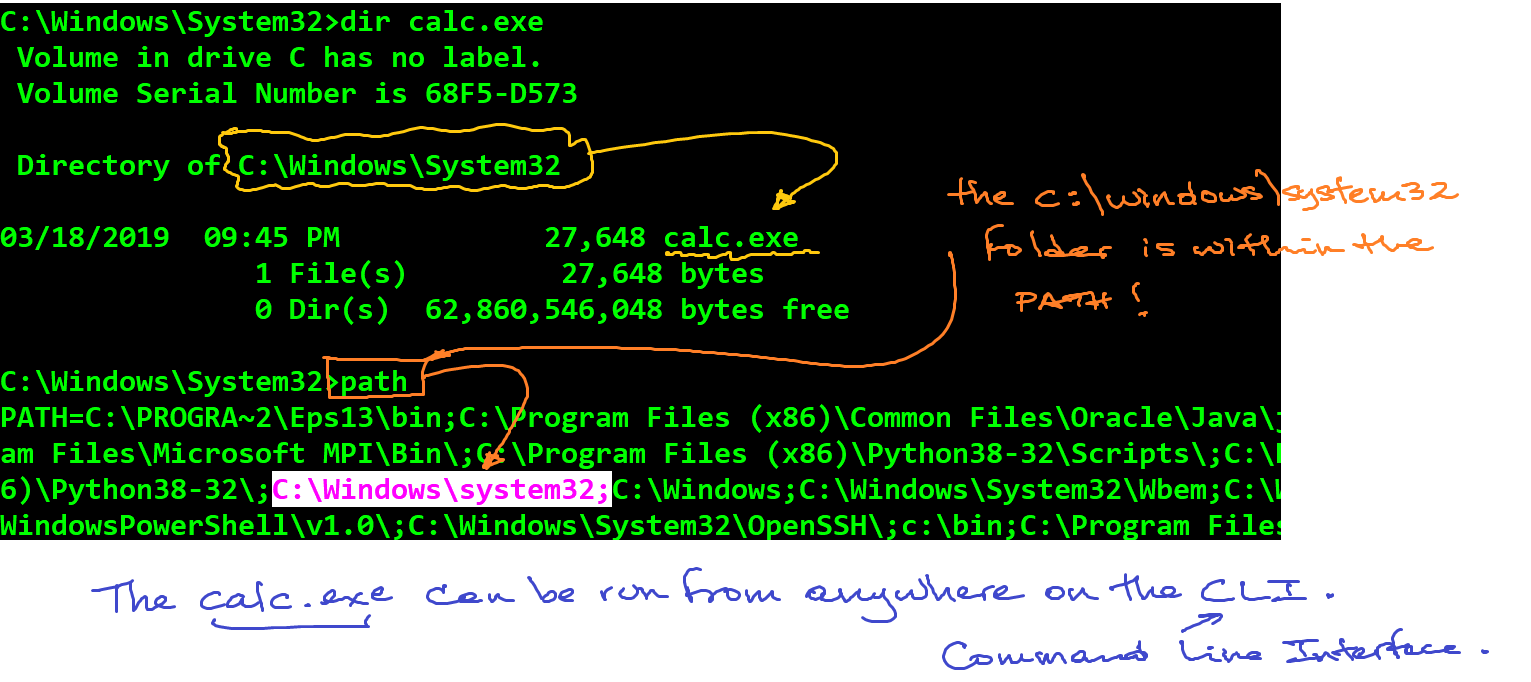 C:\Windows\System32>dir calc.exe
 Volume in drive C has no label.
 Volume Serial Number is 68F5-D573
 Directory of C:\Windows\System32
03/18/2019  09:45 PM            27,648 calc.exe
               1 File(s)         27,648 bytes
               0 Dir(s)  62,860,546,048 bytes free
the c:\windows\system32
folder is within the
PATH!
C:\Windows\System32>path
PATH=C:\PROGRA~2\Eps13\bin;C:\Program Files (x86)\Common Files\Oracle\Java\
am Files\Microsoft MPI\Bin\;C:\Program Files (x86)\Python38-32\Scripts\;C:\
6)\Python38-32\;C:\Windows\system32;C:\Windows;C:\Windows\System32\Wbem;C:\
WindowsPowerShell\v1.0\;C:\Windows\System32\OpenSSH\;c:\bin;C:\Program Files
The calc.exe can be run from anywhere on the CLI.
Command Line Interface.